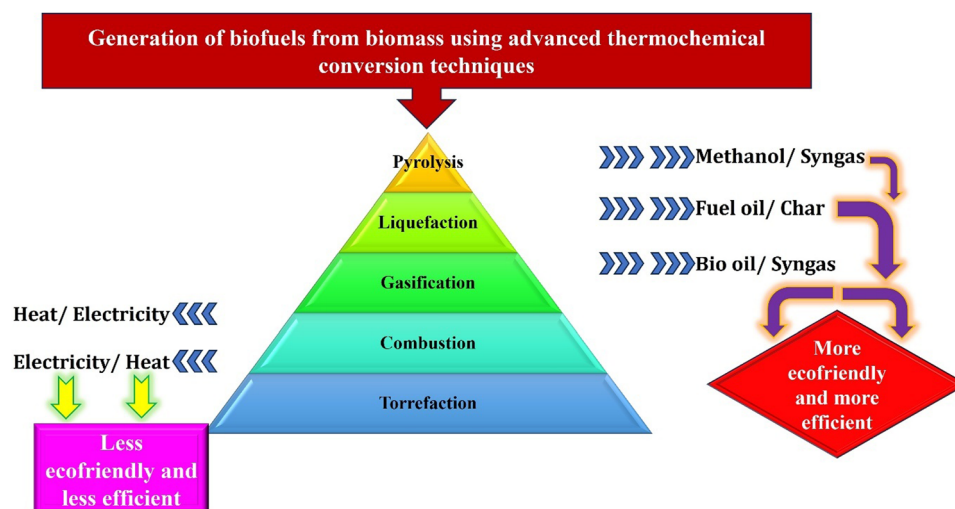 Generation of biofuels from biomass using advanced thermochemical
conversion techniques
Pyrolysis
Liquefaction
Gasification
Combustion
Torrefaction
Methanol/ Syngas
Fuel oil/ Char
Bio oil/ Syngas
More
ecofriendly
and more
efficient
Heat/ Electricity
Electricity/ Heat
Less
ecofriendly and
less efficient